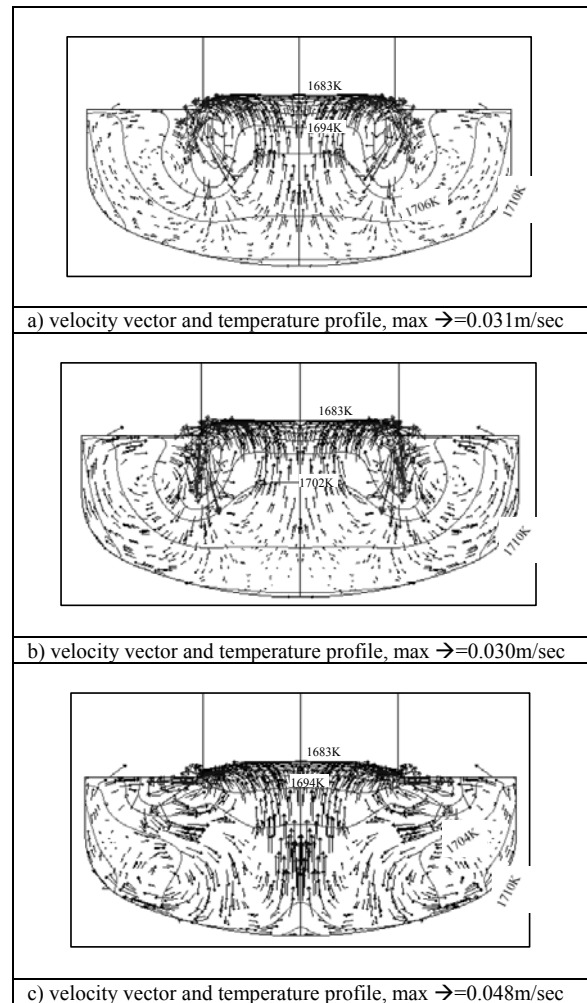 1683K
1694K
1706K
1710K
a) velocity vector and temperature profile, max →=0.031m/sec
1683K
1702K
1710K
b) velocity vector and temperature profile, max →=0.030m/sec
1683K
1694K
1704K
1710K
c) velocity vector and temperature profile, max →=0.048m/sec